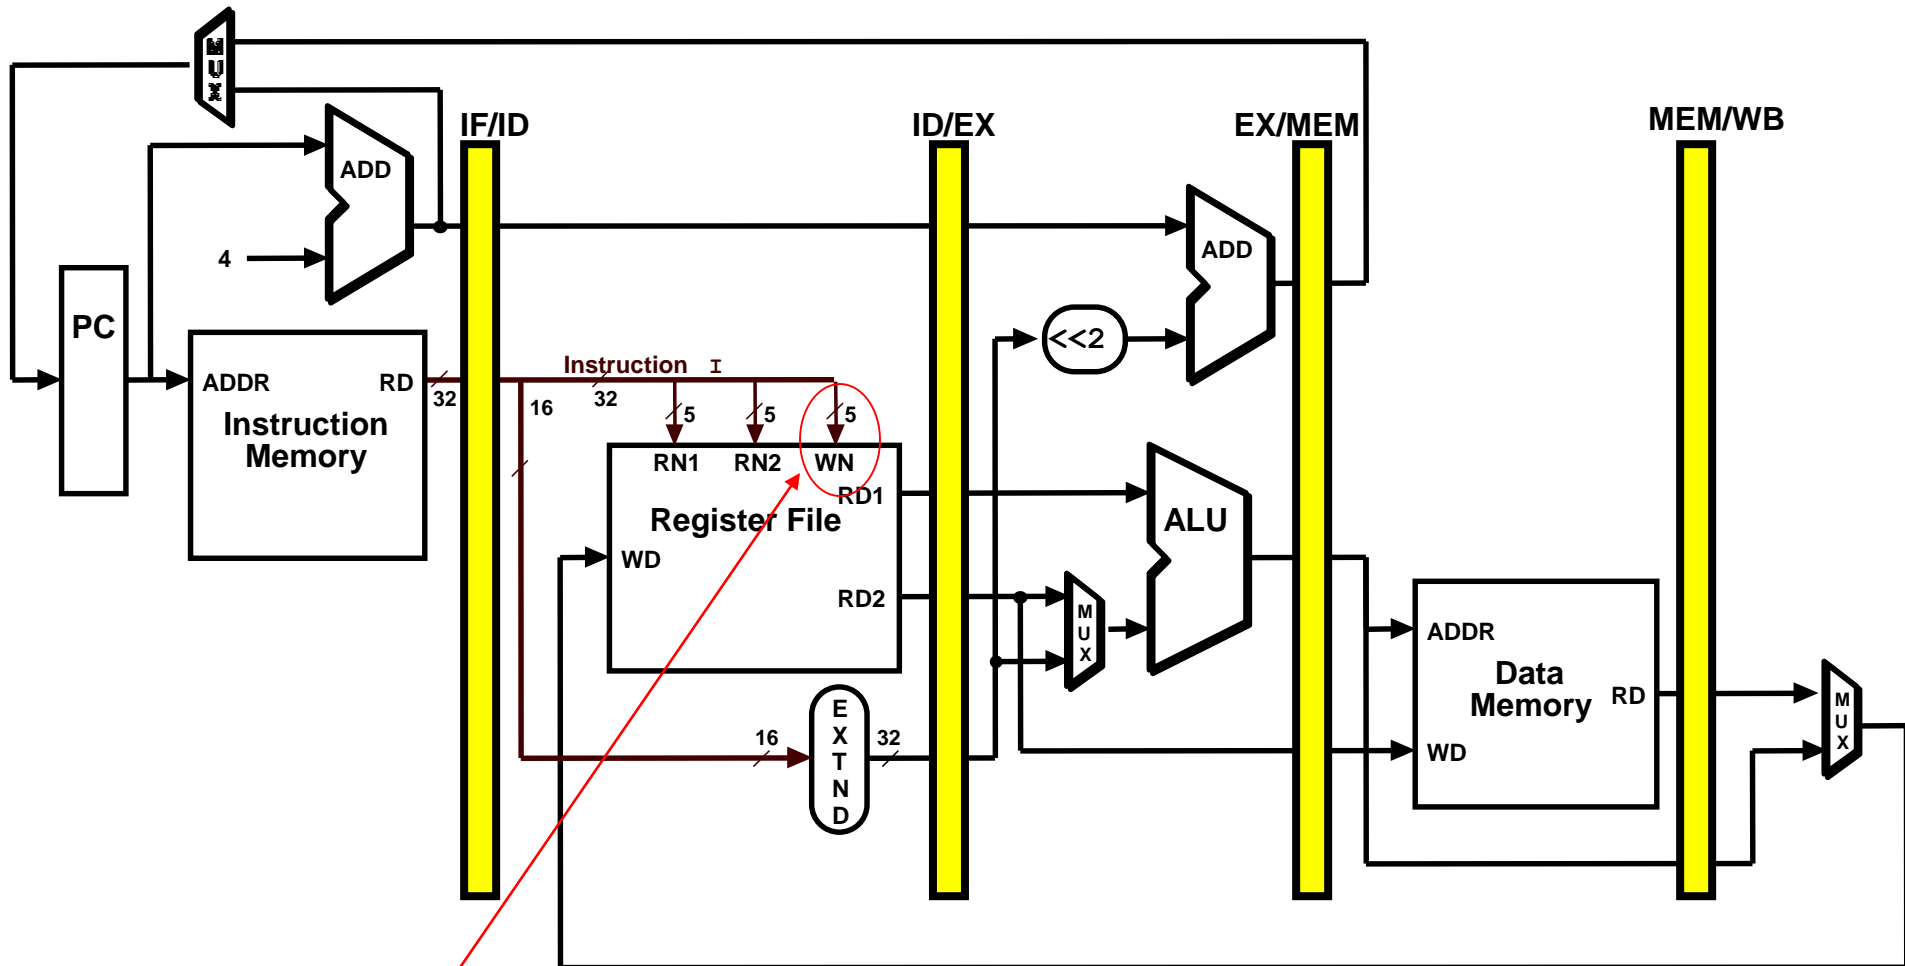 MUX
IF/ID
ID/EX
EX/MEM
MEM/WB
ADD
4
ADD
PC
<<2
ADDR
RD
32
Instruction I
16
32
5
5
5
Instruction
Memory
RN1
RN2
WN
RD1
Register File
WD
RD2
ALU
MUX
ADDR
Data
Memory
RD
WD
MUX
16
EXTND
32